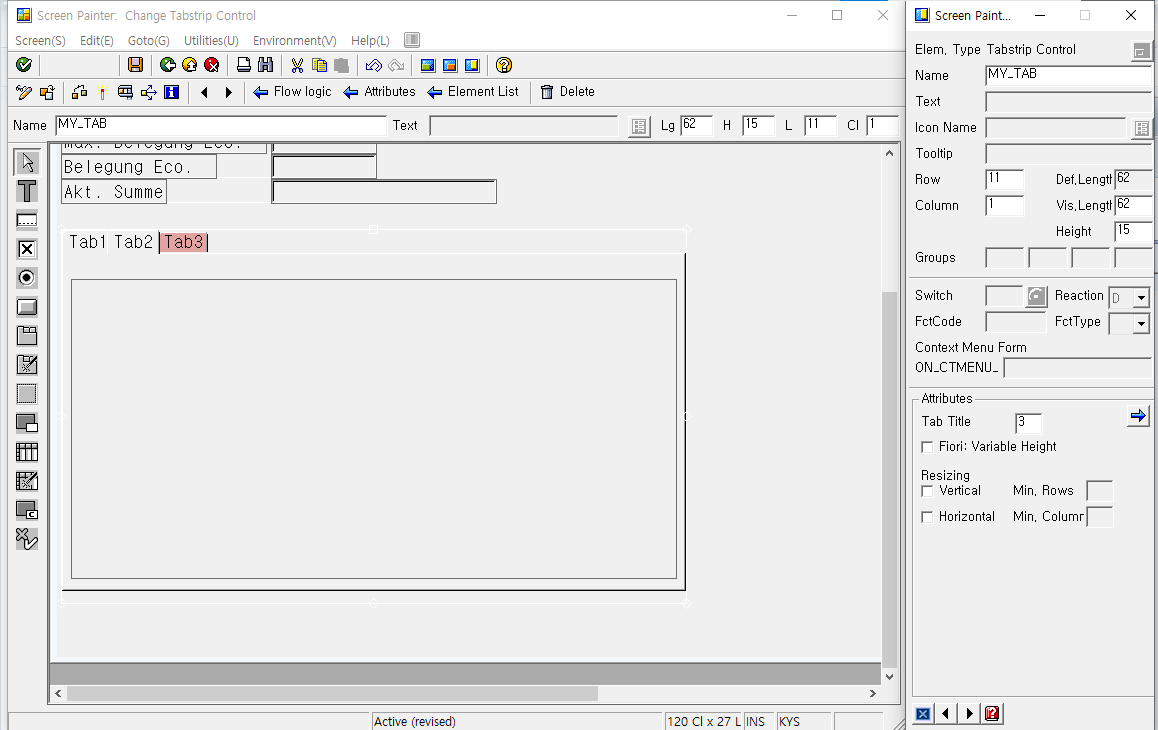 Screen Painter: Change Tabstrip Control
Screen(S) Edit(E) Goto(G) Utilities(U) Environment(V) Help(L)
Flow logic Attributes Element List Delete
Name MY_TAB Text Lg 62 H 15 L 11 Cl 1
Max. Belegung Eco.
Belegung Eco.
Akt. Summe
Tab1 Tab2 Tab3
Active (revised) 120 Cl x 27 L INS KYS
Screen Paint...
Elem. Type Tabstrip Control
Name MY_TAB
Text
Icon Name
Tooltip
Row 11 Def.Lengt 62
Column 1 Vis.Lengt 62
Height 15
Groups
Switch Reaction D
FctCode FctType
Context Menu Form
ON_CTMENU_
Attributes
Tab Title 3
Fiori: Variable Height
Resizing
Vertical Min. Rows
Horizontal Min. Column